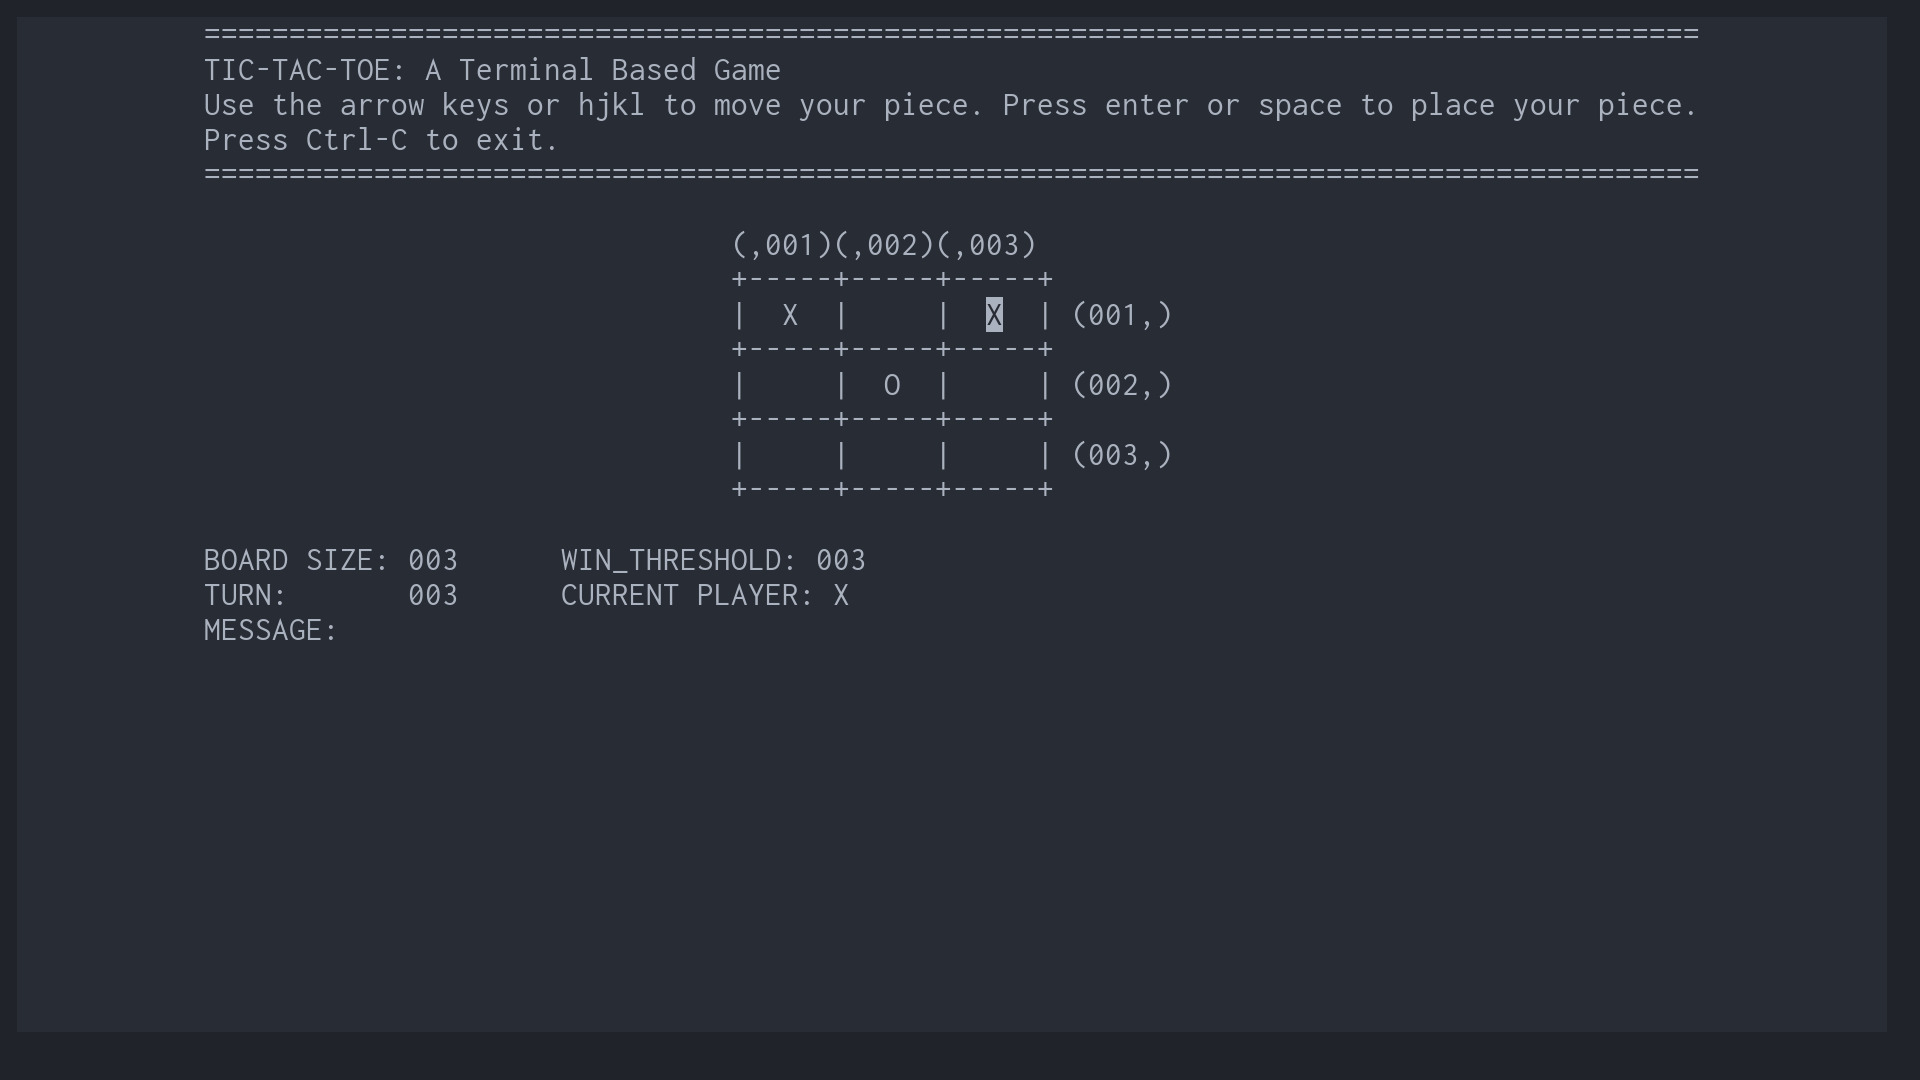 ========================================================================================
TIC-TAC-TOE: A Terminal Based Game
Use the arrow keys or hjkl to move your piece. Press enter or space to place your piece.
Press Ctrl-C to exit.
========================================================================================
(,001)(,002)(,003)
+-----+-----+-----+
|  X  |     |  X  | (001,)
+-----+-----+-----+
|     |  O  |     | (002,)
+-----+-----+-----+
|     |     |     | (003,)
+-----+-----+-----+
BOARD SIZE: 003      WIN_THRESHOLD: 003
TURN:       003      CURRENT PLAYER: X
MESSAGE: